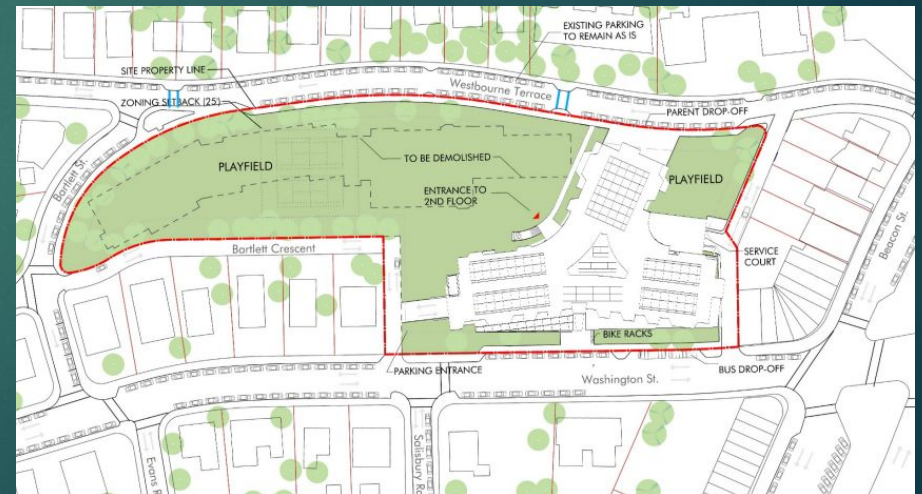 EXISTING PARKING
TO REMAIN AS IS
SITE PROPERTY LINE
Westbourne Terrace
ZONING SETBACK (25')
PARENT DROP-OFF
TO BE DEMOLISHED
PLAYFIELD
PLAYFIELD
ENTRANCE TO
2ND FLOOR
Bartlett St.
Beacon St.
Bartlett Crescent
SERVICE
COURT
BIKE RACKS
PARKING ENTRANCE
BUS DROP-OFF
Washington St.
Salisbury Rd
Evans R